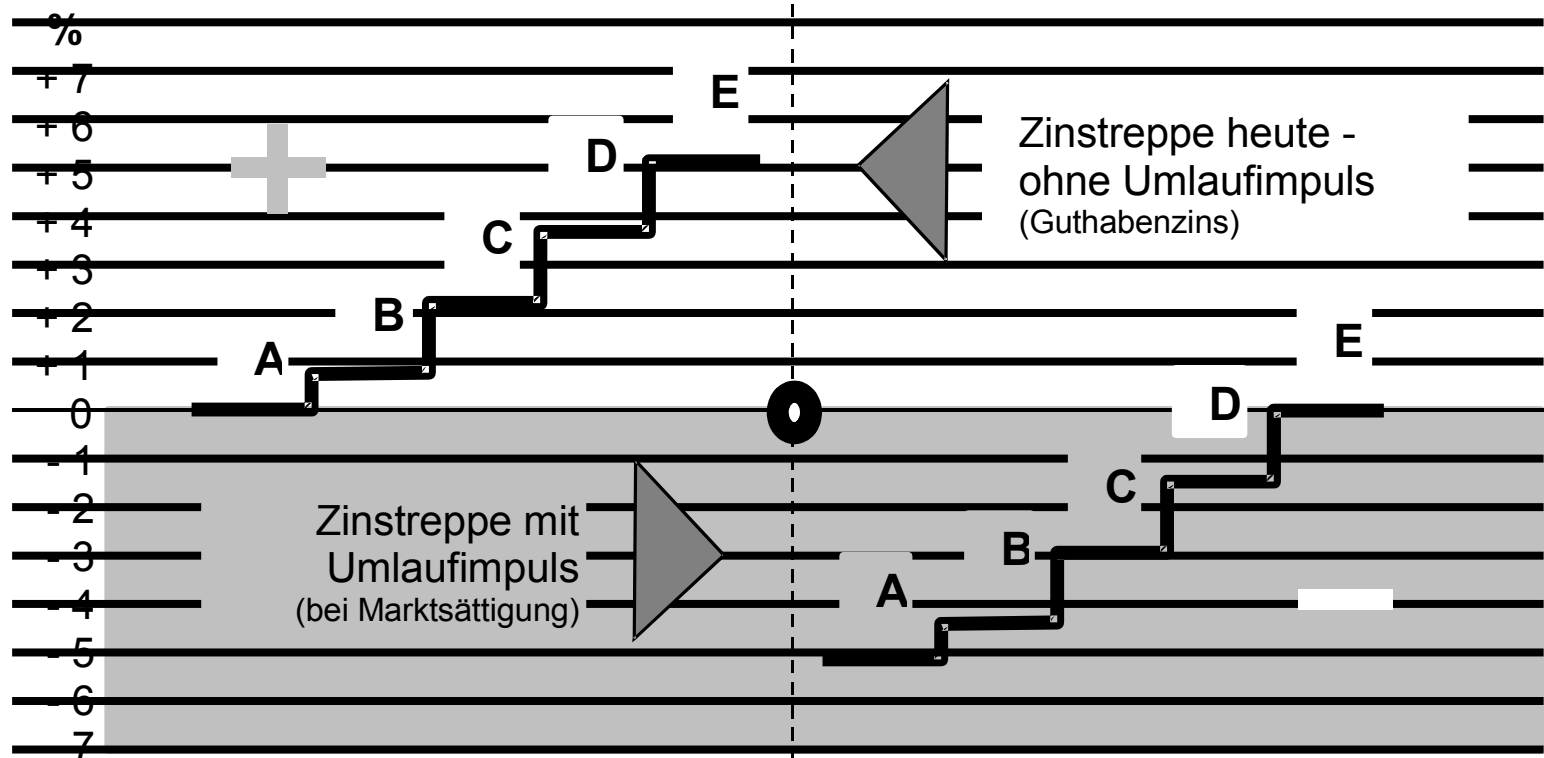 %
+ 7
E
+ 6
D
+ 5
Zinstreppe heute -
ohne Umlaufimpuls
(Guthabenzins)
+ 4
C
+ 3
B
+ 2
A
+ 1
E
0
D
- 1
C
- 2
Zinstreppe mit
Umlaufimpuls
(bei Marktsättigung)
B
- 3
A
- 4
- 5
- 6
7